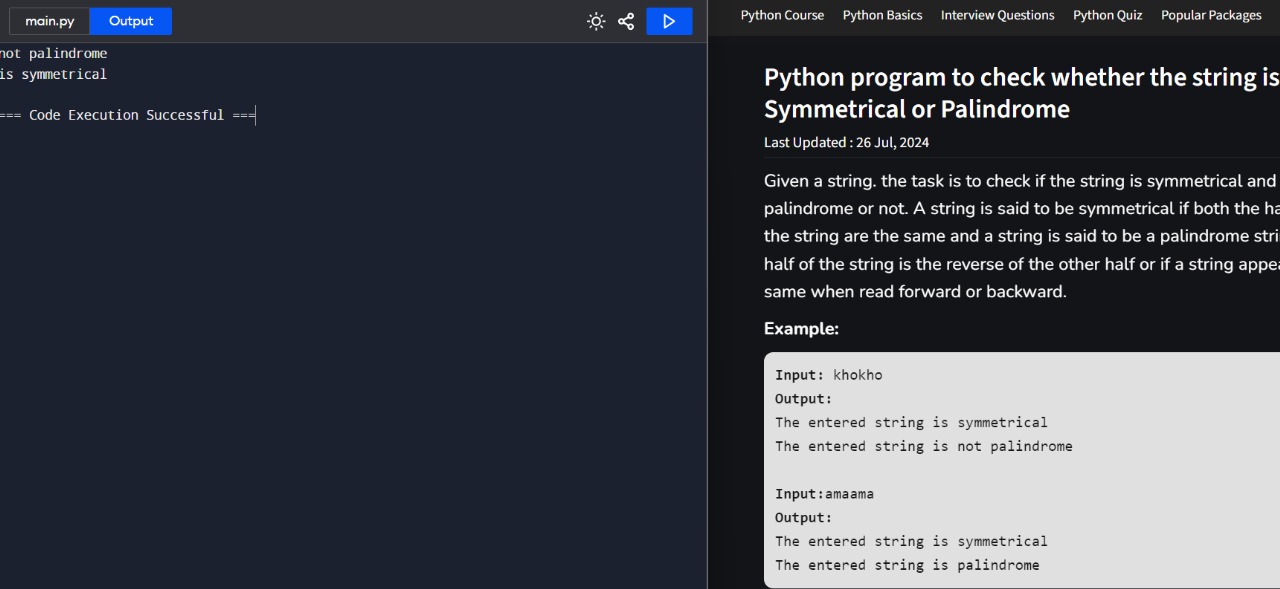 main.py
Output
not palindrome
is symmetrical
=== Code Execution Successful ===
Python Course Python Basics Interview Questions Python Quiz Popular Packages
Python program to check whether the string is
Symmetrical or Palindrome
Last Updated : 26 Jul, 2024
Given a string. the task is to check if the string is symmetrical and
palindrome or not. A string is said to be symmetrical if both the ha
the string are the same and a string is said to be a palindrome stri
half of the string is the reverse of the other half or if a string appea
same when read forward or backward.
Example:
Input: khokho
Output:
The entered string is symmetrical
The entered string is not palindrome
Input:amaama
Output:
The entered string is symmetrical
The entered string is palindrome